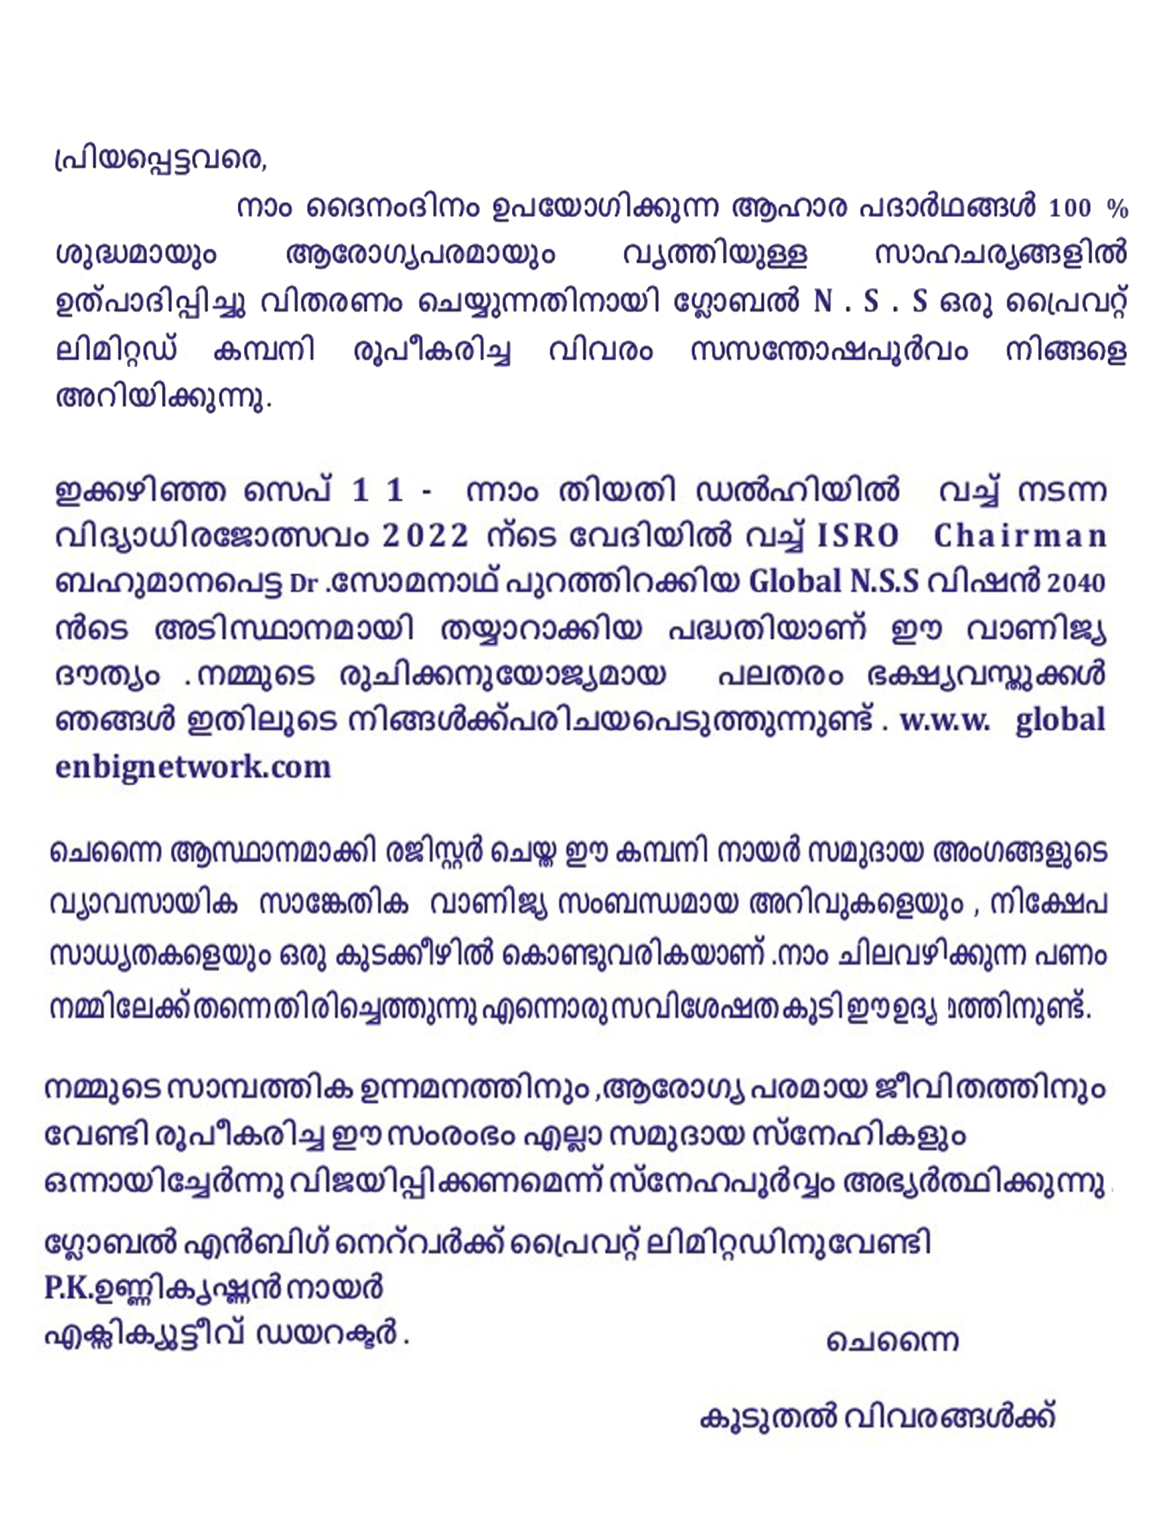 പ്രിയപ്പെട്ടവരെ,
നാം ദൈനംദിനം ഉപയോഗിക്കുന്ന ആഹാര പദാർഥങ്ങൾ 100 %
ശുദ്ധമായും ആരോഗ്യപരമായും വൃത്തിയുള്ള സാഹചര്യങ്ങളിൽ
ഉത്പാദിപ്പിച്ചു വിതരണം ചെയ്യുന്നതിനായി ഗ്ലോബൽ N . S . S ഒരു പ്രൈവറ്റ്
ലിമിറ്റഡ് കമ്പനി രൂപീകരിച്ച വിവരം സസന്തോഷപൂർവം നിങ്ങളെ
അറിയിക്കുന്നു.
ഇക്കഴിഞ്ഞ സെപ് 1 1 - ന്നാം തിയതി ഡൽഹിയിൽ വച്ച് നടന്ന
വിദ്യാധിരജോത്സവം 2022 ന്ടെ വേദിയിൽ വച്ച് ISRO Chairman
ബഹുമാനപെട്ട Dr .സോമനാഥ് പുറത്തിറക്കിയ Global N.S.S വിഷൻ 2040
ൻടെ അടിസ്ഥാനമായി തയ്യാറാക്കിയ പദ്ധതിയാണ് ഈ വാണിജ്യ
ദൗത്യം .നമ്മുടെ രുചിക്കനുയോജ്യമായ പലതരം ഭക്ഷ്യവസ്തുക്കൾ
ഞങ്ങൾ ഇതിലൂടെ നിങ്ങൾക്ക്പരിചയപെടുത്തുന്നുണ്ട് . w.w.w. global
enbignetwork.com
ചെന്നൈ ആസ്ഥാനമാക്കി രജിസ്റ്റർ ചെയ്ത ഈ കമ്പനി നായർ സമുദായ അംഗങ്ങളുടെ
വ്യാവസായിക സാങ്കേതിക വാണിജ്യ സംബന്ധമായ അറിവുകളെയും , നിക്ഷേപ
സാധ്യതകളെയും ഒരു കുടക്കീഴിൽ കൊണ്ടുവരികയാണ് .നാം ചിലവഴിക്കുന്ന പണം
നമ്മിലേക്ക് തന്നെ തിരിച്ചെത്തുന്നു എന്നൊരു സവിശേഷത കൂടി ഈ ഉദ്യമത്തിനുണ്ട്.
നമ്മുടെ സാമ്പത്തിക ഉന്നമനത്തിനും ,ആരോഗ്യ പരമായ ജീവിതത്തിനും
വേണ്ടി രൂപീകരിച്ച ഈ സംരംഭം എല്ലാ സമുദായ സ്നേഹികളും
ഒന്നായിച്ചേർന്നു വിജയിപ്പിക്കണമെന്ന് സ്നേഹപൂർവ്വം അഭ്യർത്ഥിക്കുന്നു .
ഗ്ലോബൽ എൻബിഗ് നെറ്റ്‌വർക്ക് പ്രൈവറ്റ് ലിമിറ്റഡിനുവേണ്ടി
P.K.ഉണ്ണികൃഷ്ണൻ നായർ
എക്സിക്യൂട്ടീവ് ഡയറക്ടർ .
ചെന്നൈ
കൂടുതൽ വിവരങ്ങൾക്ക്